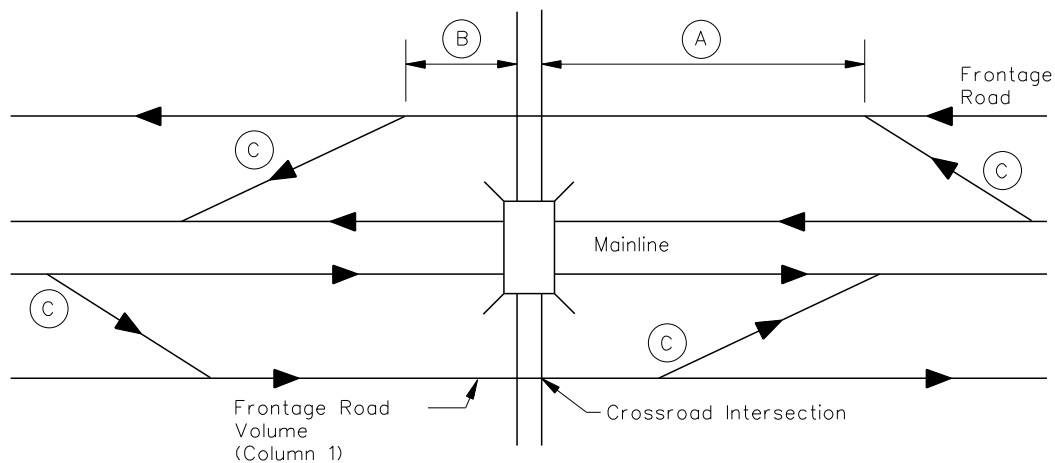 B
A
Frontage
Road
C
C
Mainline
C
C
Frontage Road
Volume
(Column 1)
Crossroad Intersection